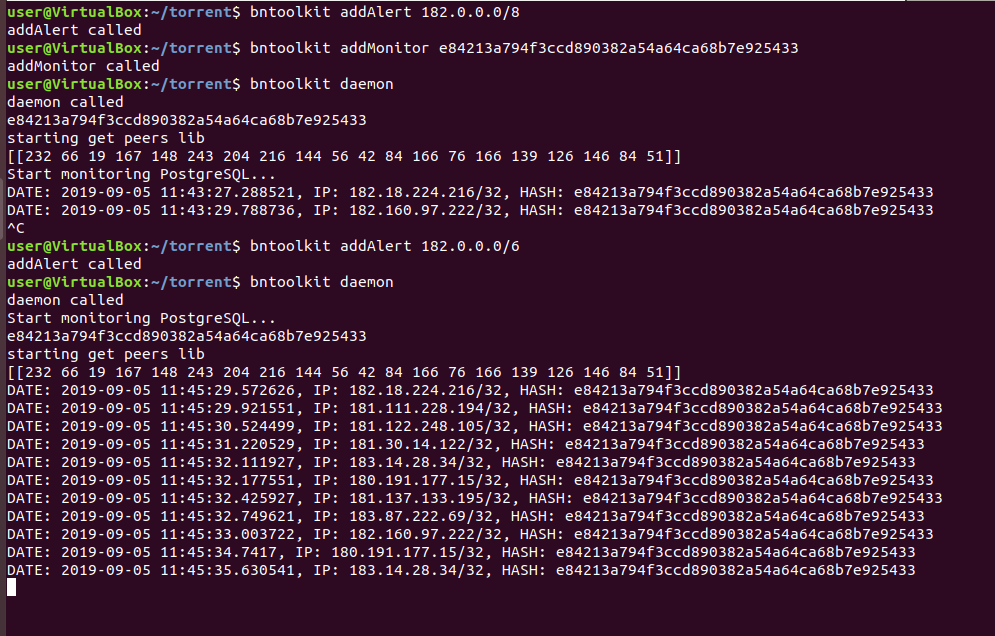 user@VirtualBox:~/torrent$ bntoolkit addAlert 182.0.0.0/8
addAlert called
user@VirtualBox:~/torrent$ bntoolkit addMonitor e84213a794f3ccd890382a54a64ca68b7e925433
addMonitor called
user@VirtualBox:~/torrent$ bntoolkit daemon
daemon called
e84213a794f3ccd890382a54a64ca68b7e925433
starting get peers lib
[[232 66 19 167 148 243 204 216 144 56 42 84 166 76 166 139 126 146 84 51]]
Start monitoring PostgreSQL...
DATE: 2019-09-05 11:43:27.288521, IP: 182.18.224.216/32, HASH: e84213a794f3ccd890382a54a64ca68b7e925433
DATE: 2019-09-05 11:43:29.788736, IP: 182.160.97.222/32, HASH: e84213a794f3ccd890382a54a64ca68b7e925433
^C
user@VirtualBox:~/torrent$ bntoolkit addAlert 182.0.0.0/6
addAlert called
user@VirtualBox:~/torrent$ bntoolkit daemon
daemon called
Start monitoring PostgreSQL...
e84213a794f3ccd890382a54a64ca68b7e925433
starting get peers lib
[[232 66 19 167 148 243 204 216 144 56 42 84 166 76 166 139 126 146 84 51]]
DATE: 2019-09-05 11:45:29.572626, IP: 182.18.224.216/32, HASH: e84213a794f3ccd890382a54a64ca68b7e925433
DATE: 2019-09-05 11:45:29.921551, IP: 181.111.228.194/32, HASH: e84213a794f3ccd890382a54a64ca68b7e925433
DATE: 2019-09-05 11:45:30.524499, IP: 181.122.248.105/32, HASH: e84213a794f3ccd890382a54a64ca68b7e925433
DATE: 2019-09-05 11:45:31.220529, IP: 181.30.14.122/32, HASH: e84213a794f3ccd890382a54a64ca68b7e925433
DATE: 2019-09-05 11:45:32.111927, IP: 183.14.28.34/32, HASH: e84213a794f3ccd890382a54a64ca68b7e925433
DATE: 2019-09-05 11:45:32.177551, IP: 180.191.177.15/32, HASH: e84213a794f3ccd890382a54a64ca68b7e925433
DATE: 2019-09-05 11:45:32.425927, IP: 181.137.133.195/32, HASH: e84213a794f3ccd890382a54a64ca68b7e925433
DATE: 2019-09-05 11:45:32.749621, IP: 183.87.222.69/32, HASH: e84213a794f3ccd890382a54a64ca68b7e925433
DATE: 2019-09-05 11:45:33.003722, IP: 182.160.97.222/32, HASH: e84213a794f3ccd890382a54a64ca68b7e925433
DATE: 2019-09-05 11:45:34.7417, IP: 180.191.177.15/32, HASH: e84213a794f3ccd890382a54a64ca68b7e925433
DATE: 2019-09-05 11:45:35.630541, IP: 183.14.28.34/32, HASH: e84213a794f3ccd890382a54a64ca68b7e925433